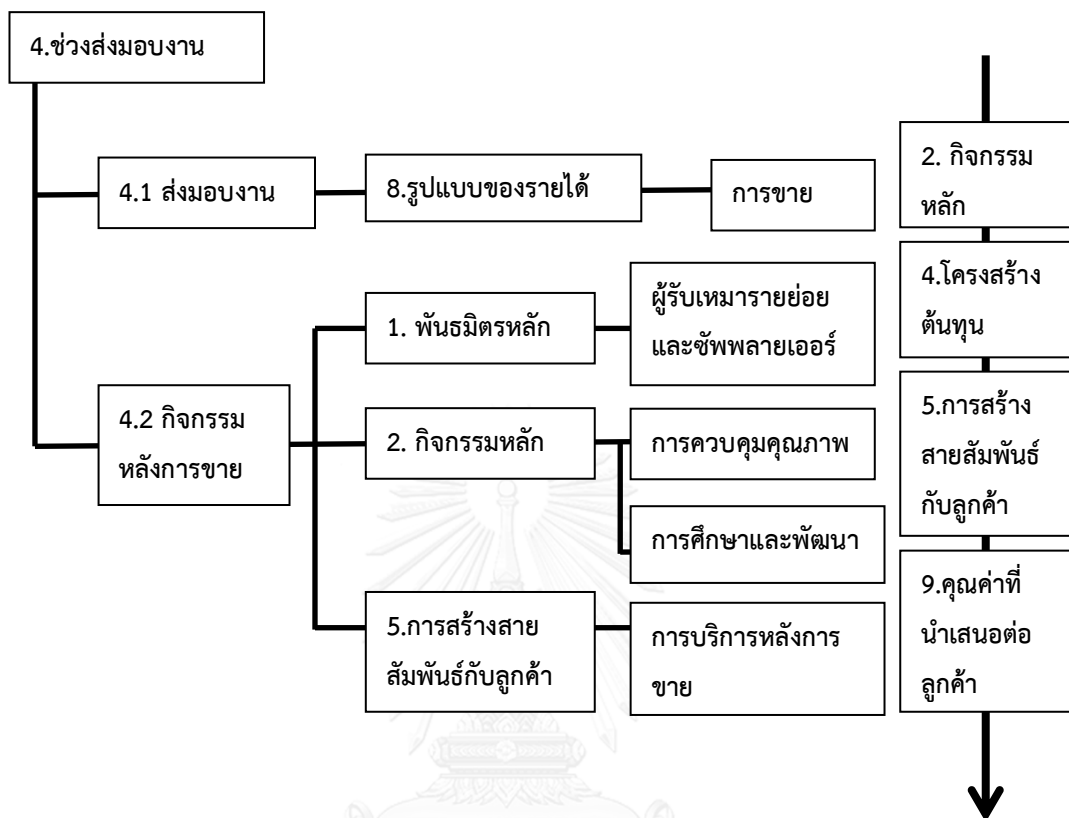 4.ช่วงส่งมอบงาน
4.1 ส่งมอบงาน
8.รูปแบบของรายได้
การขาย
4.2 กิจกรรม
หลังการขาย
1. พันธมิตรหลัก
ผู้รับเหมารายย่อย
และซัพพลายเออร์
2. กิจกรรมหลัก
การควบคุมคุณภาพ
การศึกษาและพัฒนา
5.การสร้างสาย
สัมพันธ์กับลูกค้า
การบริการหลังการ
ขาย
2. กิจกรรม
หลัก
4.โครงสร้าง
ต้นทุน
5.การสร้าง
สายสัมพันธ์
กับลูกค้า
9.คุณค่าที่
นำเสนอต่อ
ลูกค้า